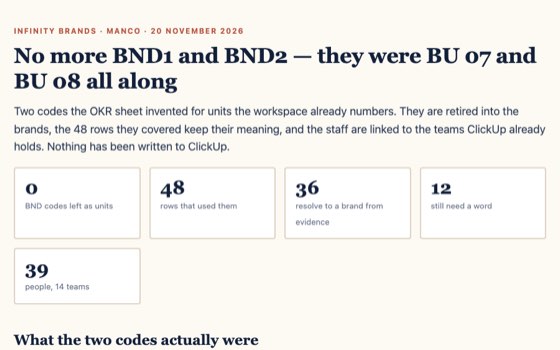 INFINITY BRANDS · MANCO · 20 NOVEMBER 2026
No more BND1 and BND2 — they were BU 07 and
BU 08 all along
Two codes the OKR sheet invented for units the workspace already numbers. They are retired into the
brands, the 48 rows they covered keep their meaning, and the staff are linked to the teams ClickUp already
holds. Nothing has been written to ClickUp.
0
BND codes left as units
48
rows that used them
36
resolve to a brand from
evidence
12
still need a word
39
people, 14 teams
What the two codes actually were